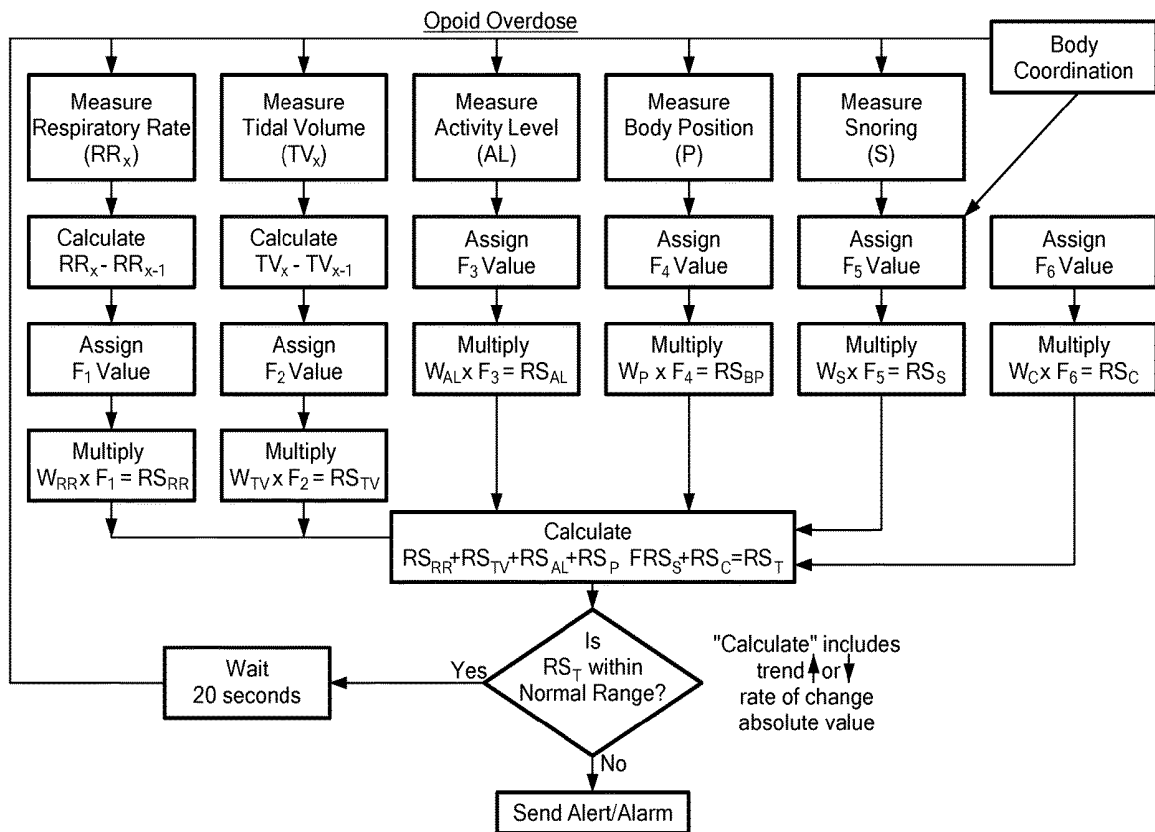 Opoid Overdose
Body
Coordination
Measure
Respiratory Rate
(RRx)
Measure
Tidal Volume
(TVx)
Measure
Activity Level
(AL)
Measure
Body Position
(P)
Measure
Snoring
(S)
Calculate
RRx - RRx-1
Calculate
TVx - TVx-1
Assign
F3 Value
Assign
F4 Value
Assign
F5 Value
Assign
F6 Value
Assign
F1 Value
Assign
F2 Value
Multiply
WAL x F3 = RSAL
Multiply
WP x F4 = RSBP
Multiply
WS x F5 = RSS
Multiply
WC x F6 = RSC
Multiply
WRR x F1 = RSRR
Multiply
WTV x F2 = RSTV
Calculate
RSRR+RSTV+RSAL+RSP FRSS+RSC=RST
Is
RST within
Normal Range?
Yes
Wait
20 seconds
"Calculate" includes
trend or
rate of change
absolute value
No
Send Alert/Alarm